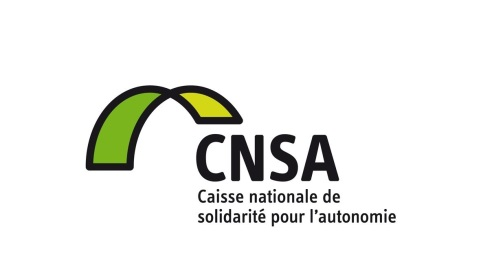 CNSA
Caisse nationale de
solidarité pour l'autonomie